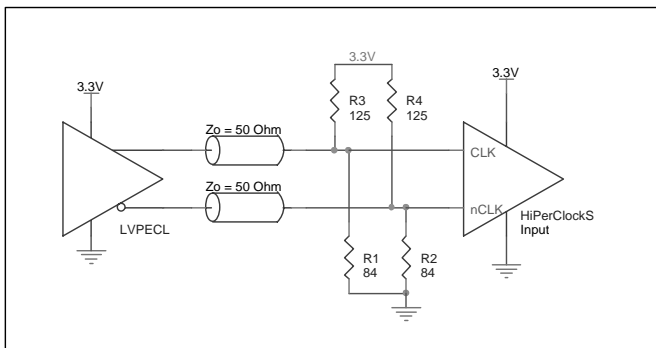 3.3V
3.3V
3.3V
R3
125
R4
125
Zo = 50 Ohm
CLK
Zo = 50 Ohm
nCLK
HiPerClockS
Input
LVPECL
R1
84
R2
84